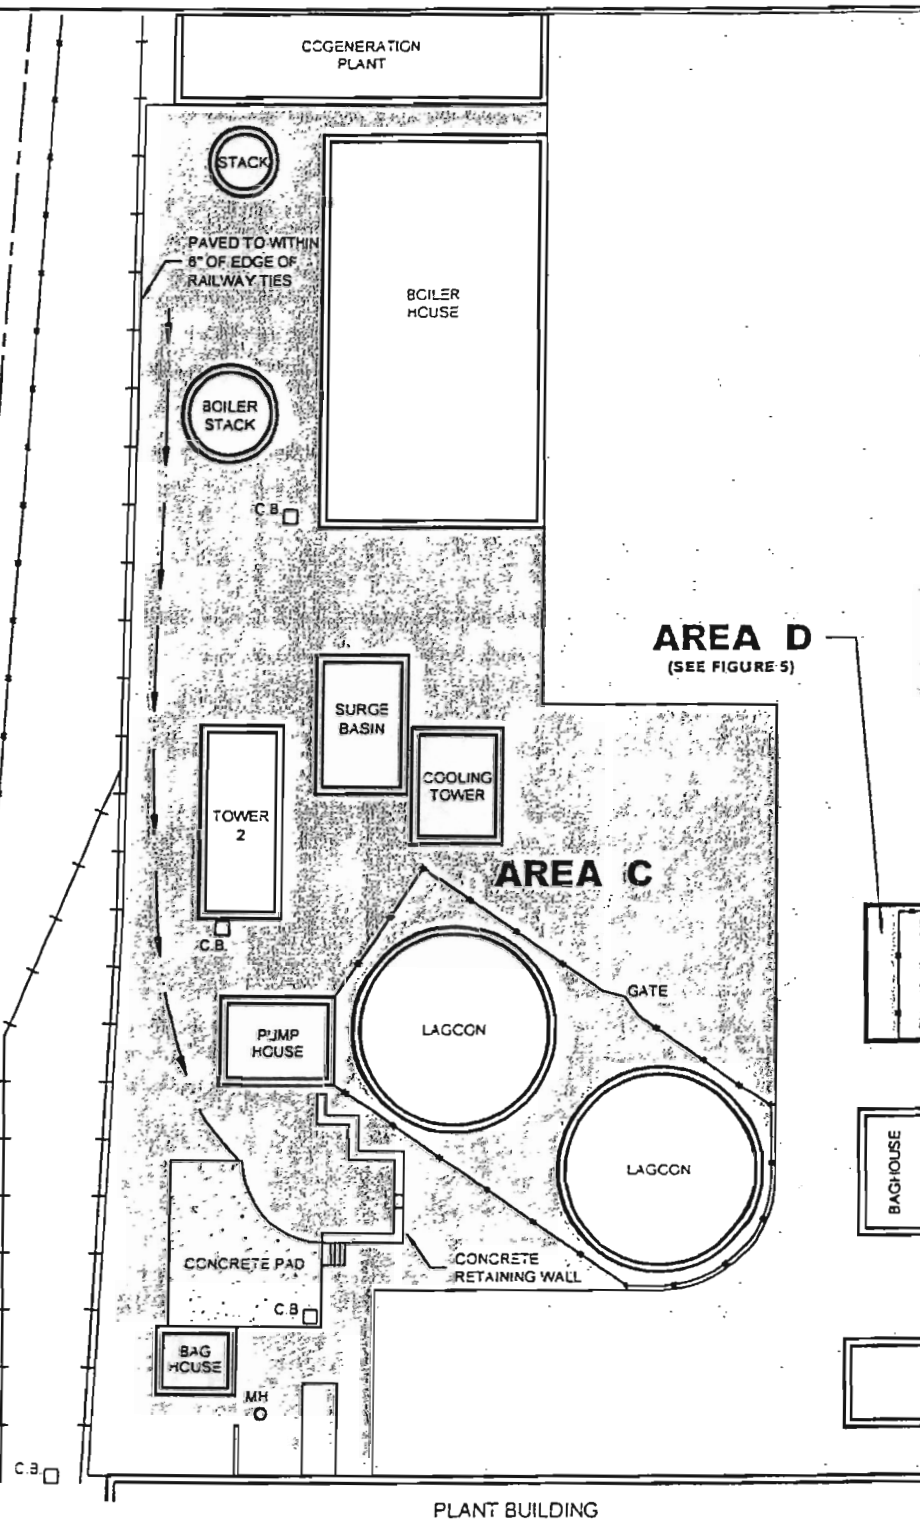 COGENERATION
PLANT
STACK
PAVED TO WITHIN
6" OF EDGE OF
RAILWAY TIES
BOILER
HOUSE
BOILER
STACK
C.B.
AREA D
(SEE FIGURE 5)
SURGE
BASIN
COOLING
TOWER
TOWER
2
AREA C
C.B.
GATE
PUMP
HOUSE
LAGOON
LAGOON
BAGHOUSE
CONCRETE PAD
CONCRETE
RETAINING WALL
C.B.
BAG
HOUSE
MH
C.B.
PLANT BUILDING